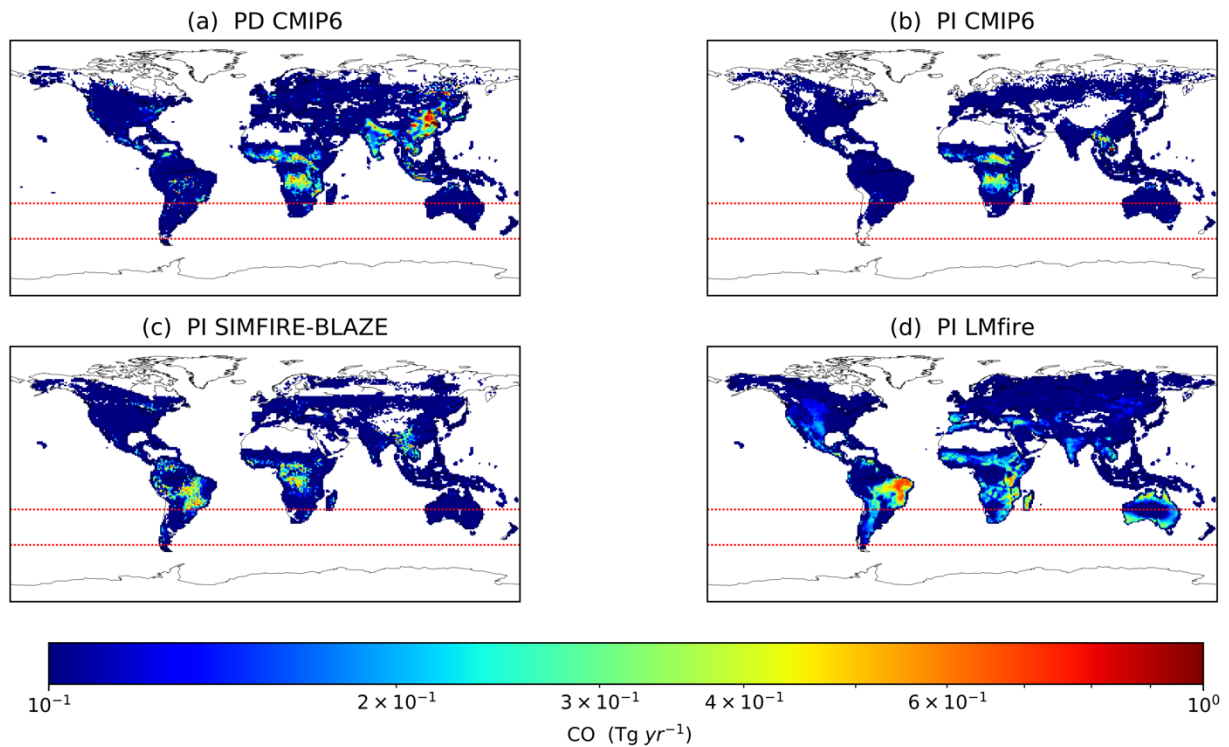 (a) PD CMIP6
(b) PI CMIP6
(c) PI SIMFIRE-BLAZE
(d) PI LMfire
10⁻¹
2 × 10⁻¹
3 × 10⁻¹
4 × 10⁻¹
6 × 10⁻¹
10⁰
CO (Tg yr⁻¹)